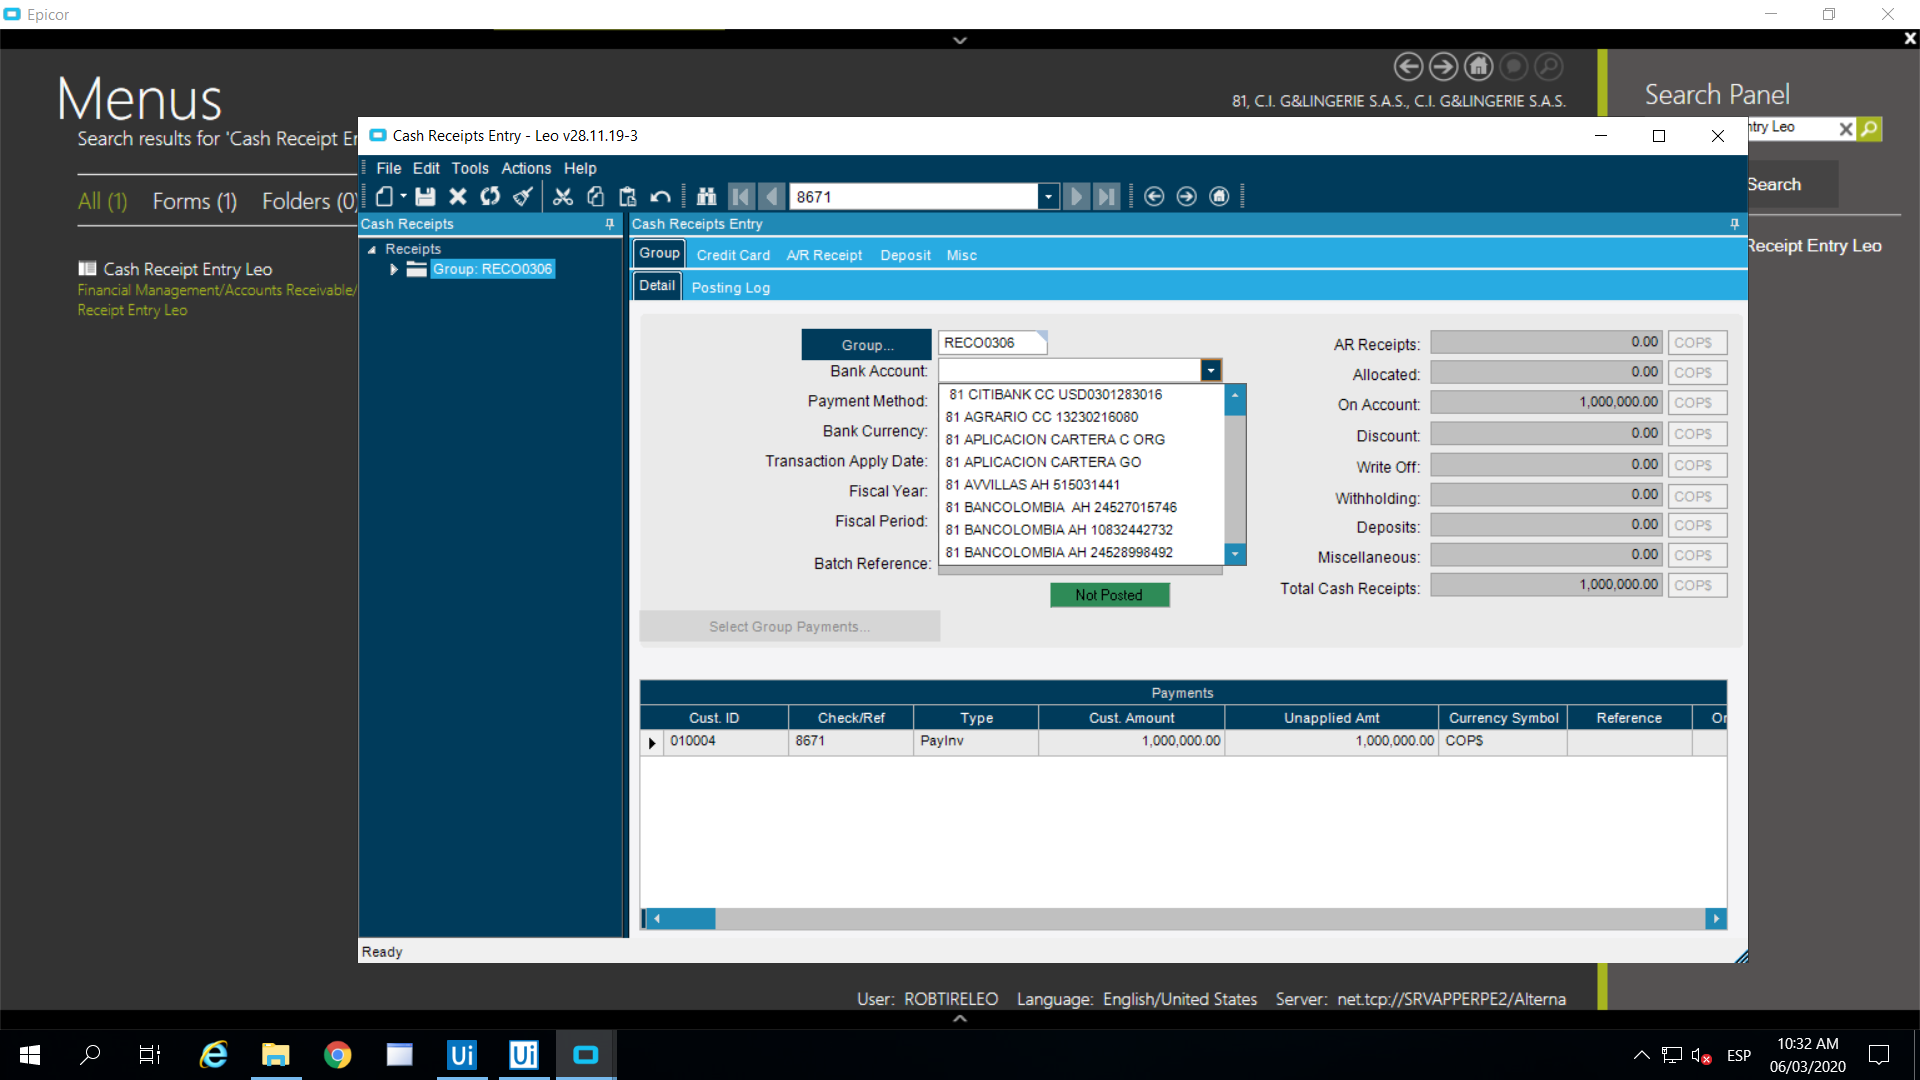 Epicor
Menus
Search results for 'Cash Receipt Er
81, C.I. G&LINGERIE S.A.S., C.I. G&LINGERIE S.A.S.
Search Panel
ntry Leo
Search
Receipt Entry Leo
All (1)
Forms (1)
Folders (0)
Cash Receipt Entry Leo
Financial Management/Accounts Receivable/
Receipt Entry Leo
Cash Receipts Entry - Leo v28.11.19-3
File Edit Tools Actions Help
8671
Cash Receipts
Receipts
Group: RECO0306
Cash Receipts Entry
Group
Credit Card
A/R Receipt
Deposit
Misc
Detail
Posting Log
Group...
RECO0306
Bank Account:
Payment Method:
Bank Currency:
Transaction Apply Date:
Fiscal Year:
Fiscal Period:
Batch Reference:
81 CITIBANK CC USD0301283016
81 AGRARIO CC 13230216080
81 APLICACION CARTERA C ORG
81 APLICACION CARTERA GO
81 AVVILLAS AH 515031441
81 BANCOLOMBIA  AH 24527015746
81 BANCOLOMBIA AH 10832442732
81 BANCOLOMBIA AH 24528998492
Not Posted
Select Group Payments...
AR Receipts: 0.00 COP$
Allocated: 0.00 COP$
On Account: 1,000,000.00 COP$
Discount: 0.00 COP$
Write Off: 0.00 COP$
Withholding: 0.00 COP$
Deposits: 0.00 COP$
Miscellaneous: 0.00 COP$
Total Cash Receipts: 1,000,000.00 COP$
Payments
Cust. ID Check/Ref Type Cust. Amount Unapplied Amt Currency Symbol Reference Or
010004 8671 PayInv 1,000,000.00 1,000,000.00 COP$
Ready
User: ROBTIRELEO Language: English/United States Server: net.tcp://SRVAPPERPE2/Alterna
Ui
Ui
ESP
10:32 AM
06/03/2020